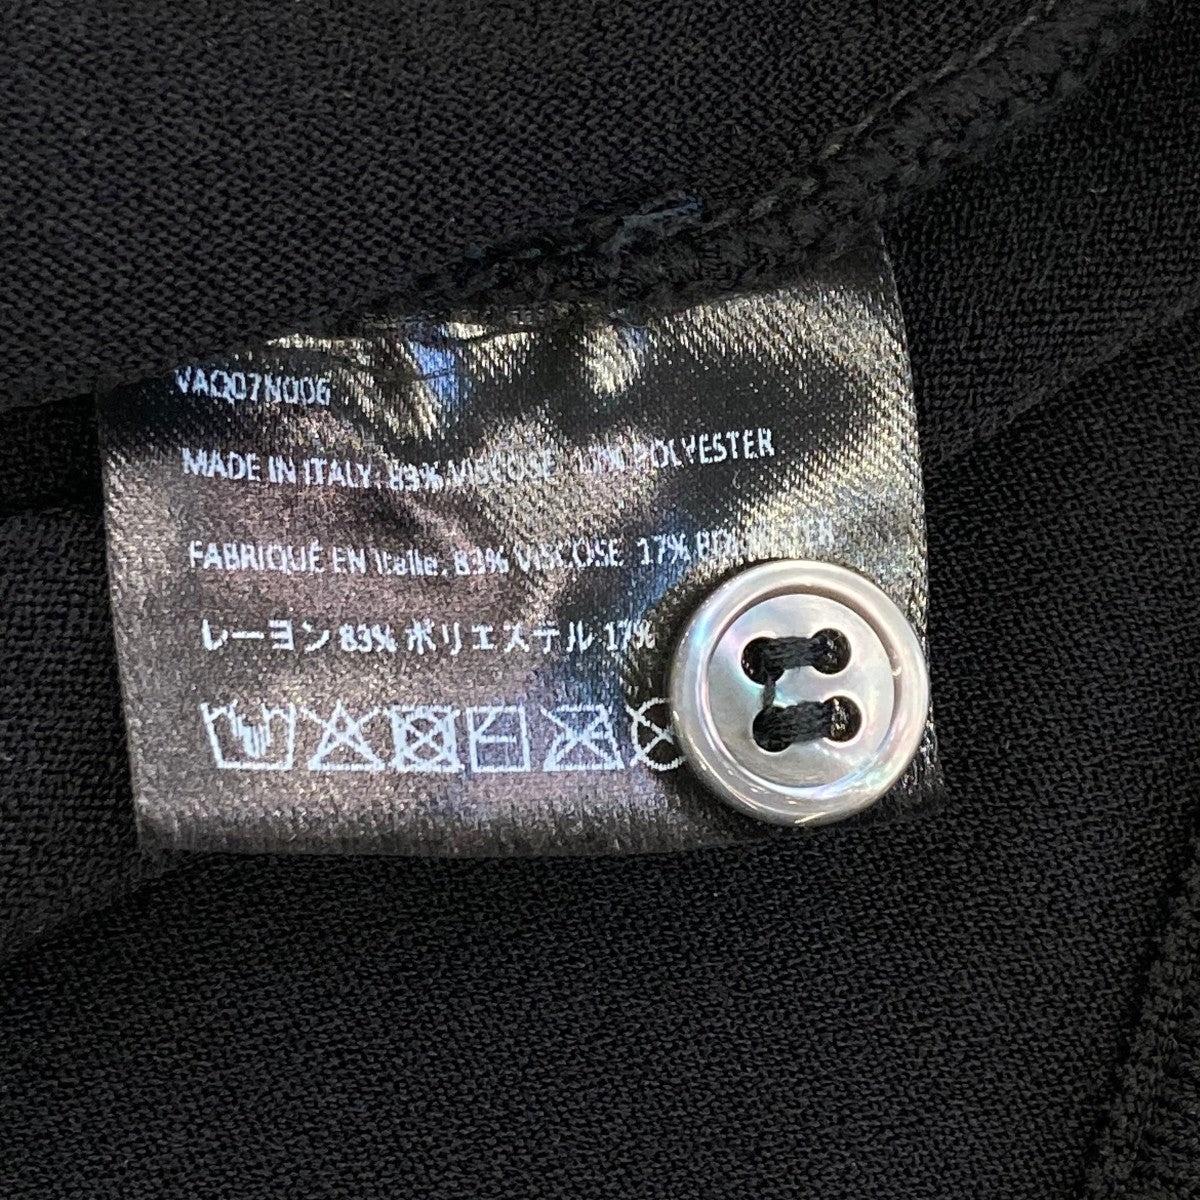 VAQ07N006
MADE IN ITALY. 83% VISCOSE 17% POLYESTER
FABRIQUÉ EN Italie. 83% VISCOSE 17% POLYESTER
レーヨン 83% ポリエステル 17%